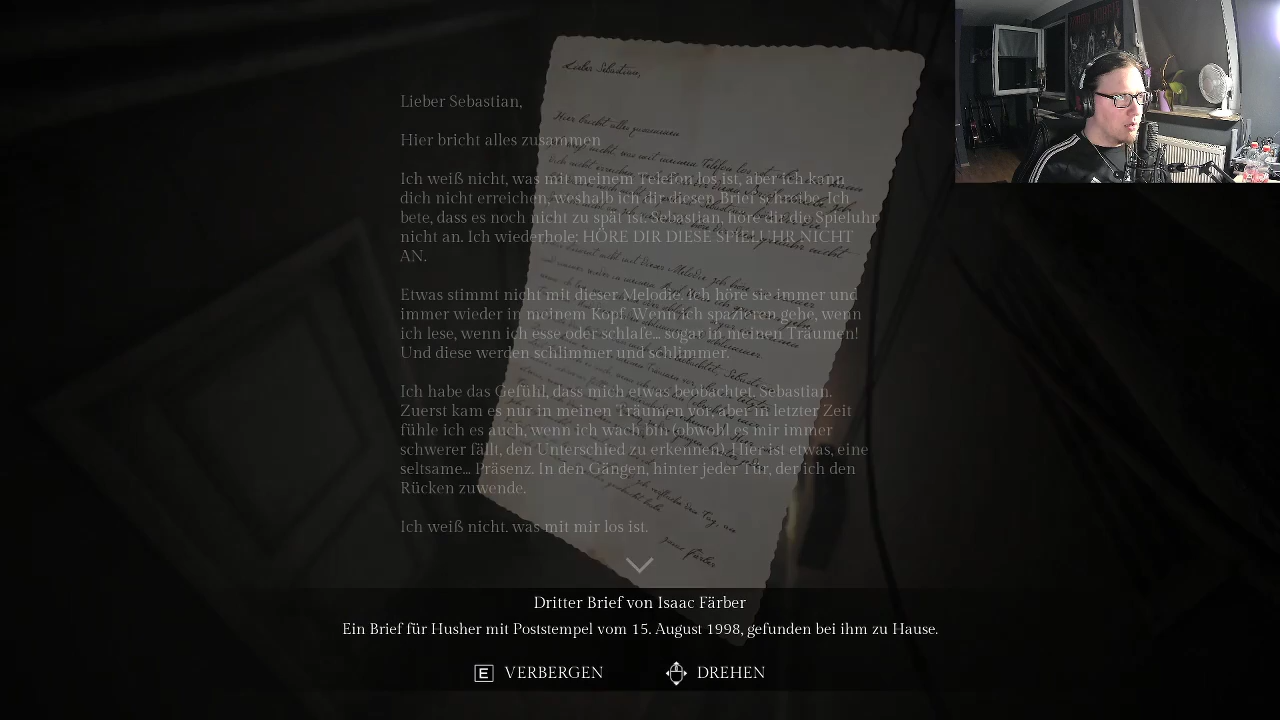 Lieber Sebastian,
Lieber Sebastian,
Hier bricht alles zusammen
Hier bricht alles zusammen
Ich weiß nicht, was mit meinem Telefon los ist, aber ich kann
dich nicht erreichen, weshalb ich dir diesen Brief schreibe. Ich
bete, dass es noch nicht zu spät ist. Sebastian, höre dir die Spieluhr
nicht an. Ich wiederhole: HÖRE DIR DIESE SPIELUHR NICHT
AN.
Etwas stimmt nicht mit dieser Melodie. Ich höre sie immer und
immer wieder in meinem Kopf. Wenn ich spazieren gehe, wenn
ich lese, wenn ich esse oder schlafe... sogar in meinen Träumen!
Und diese werden schlimmer und schlimmer.
Ich habe das Gefühl, dass mich etwas beobachtet, Sebastian.
Zuerst kam es nur in meinen Träumen vor, aber in letzter Zeit
fühle ich es auch, wenn ich wach bin (obwohl es mir immer
schwerer fällt, den Unterschied zu erkennen). Hier ist etwas, eine
seltsame... Präsenz. In den Gängen, hinter jeder Tür, der ich den
Rücken zuwende.
Ich weiß nicht, was mit mir los ist.
Isaac Färber
Dritter Brief von Isaac Färber
Ein Brief für Husher mit Poststempel vom 15. August 1998, gefunden bei ihm zu Hause.
E VERBERGEN DREHEN